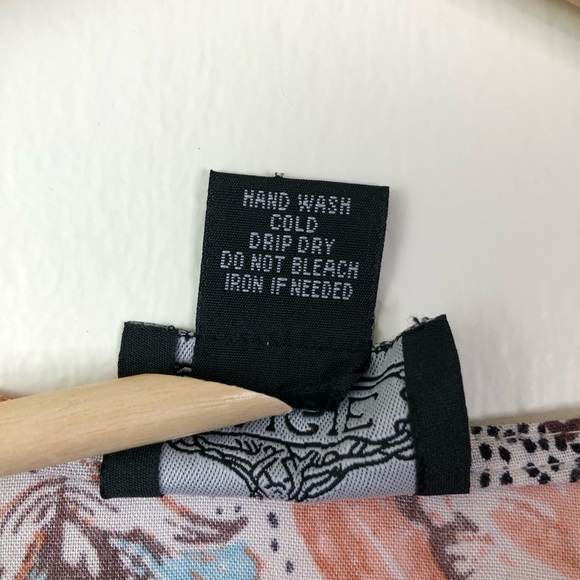 HAND WASH
COLD
DRIP DRY
DO NOT BLEACH
IRON IF NEEDED